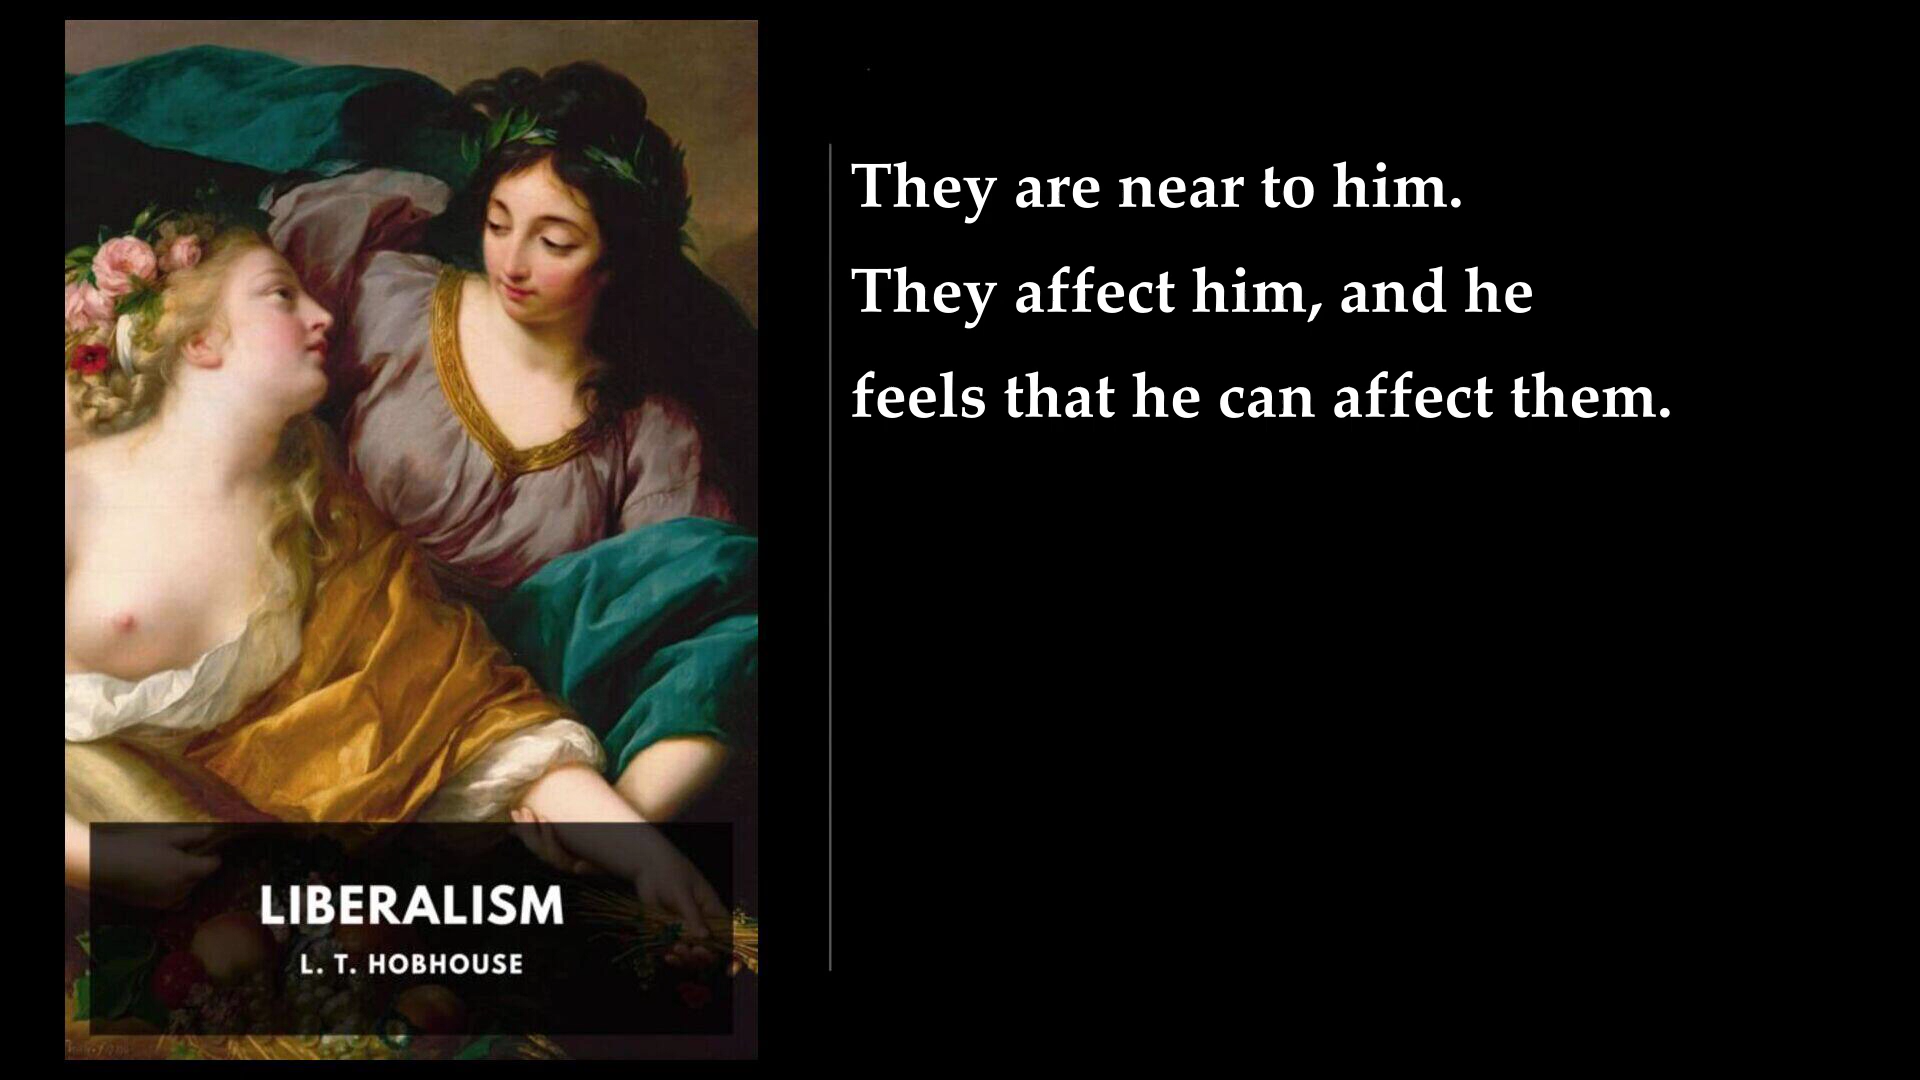 They are near to him.
They affect him, and he
feels that he can affect them.
LIBERALISM
L. T. HOBHOUSE